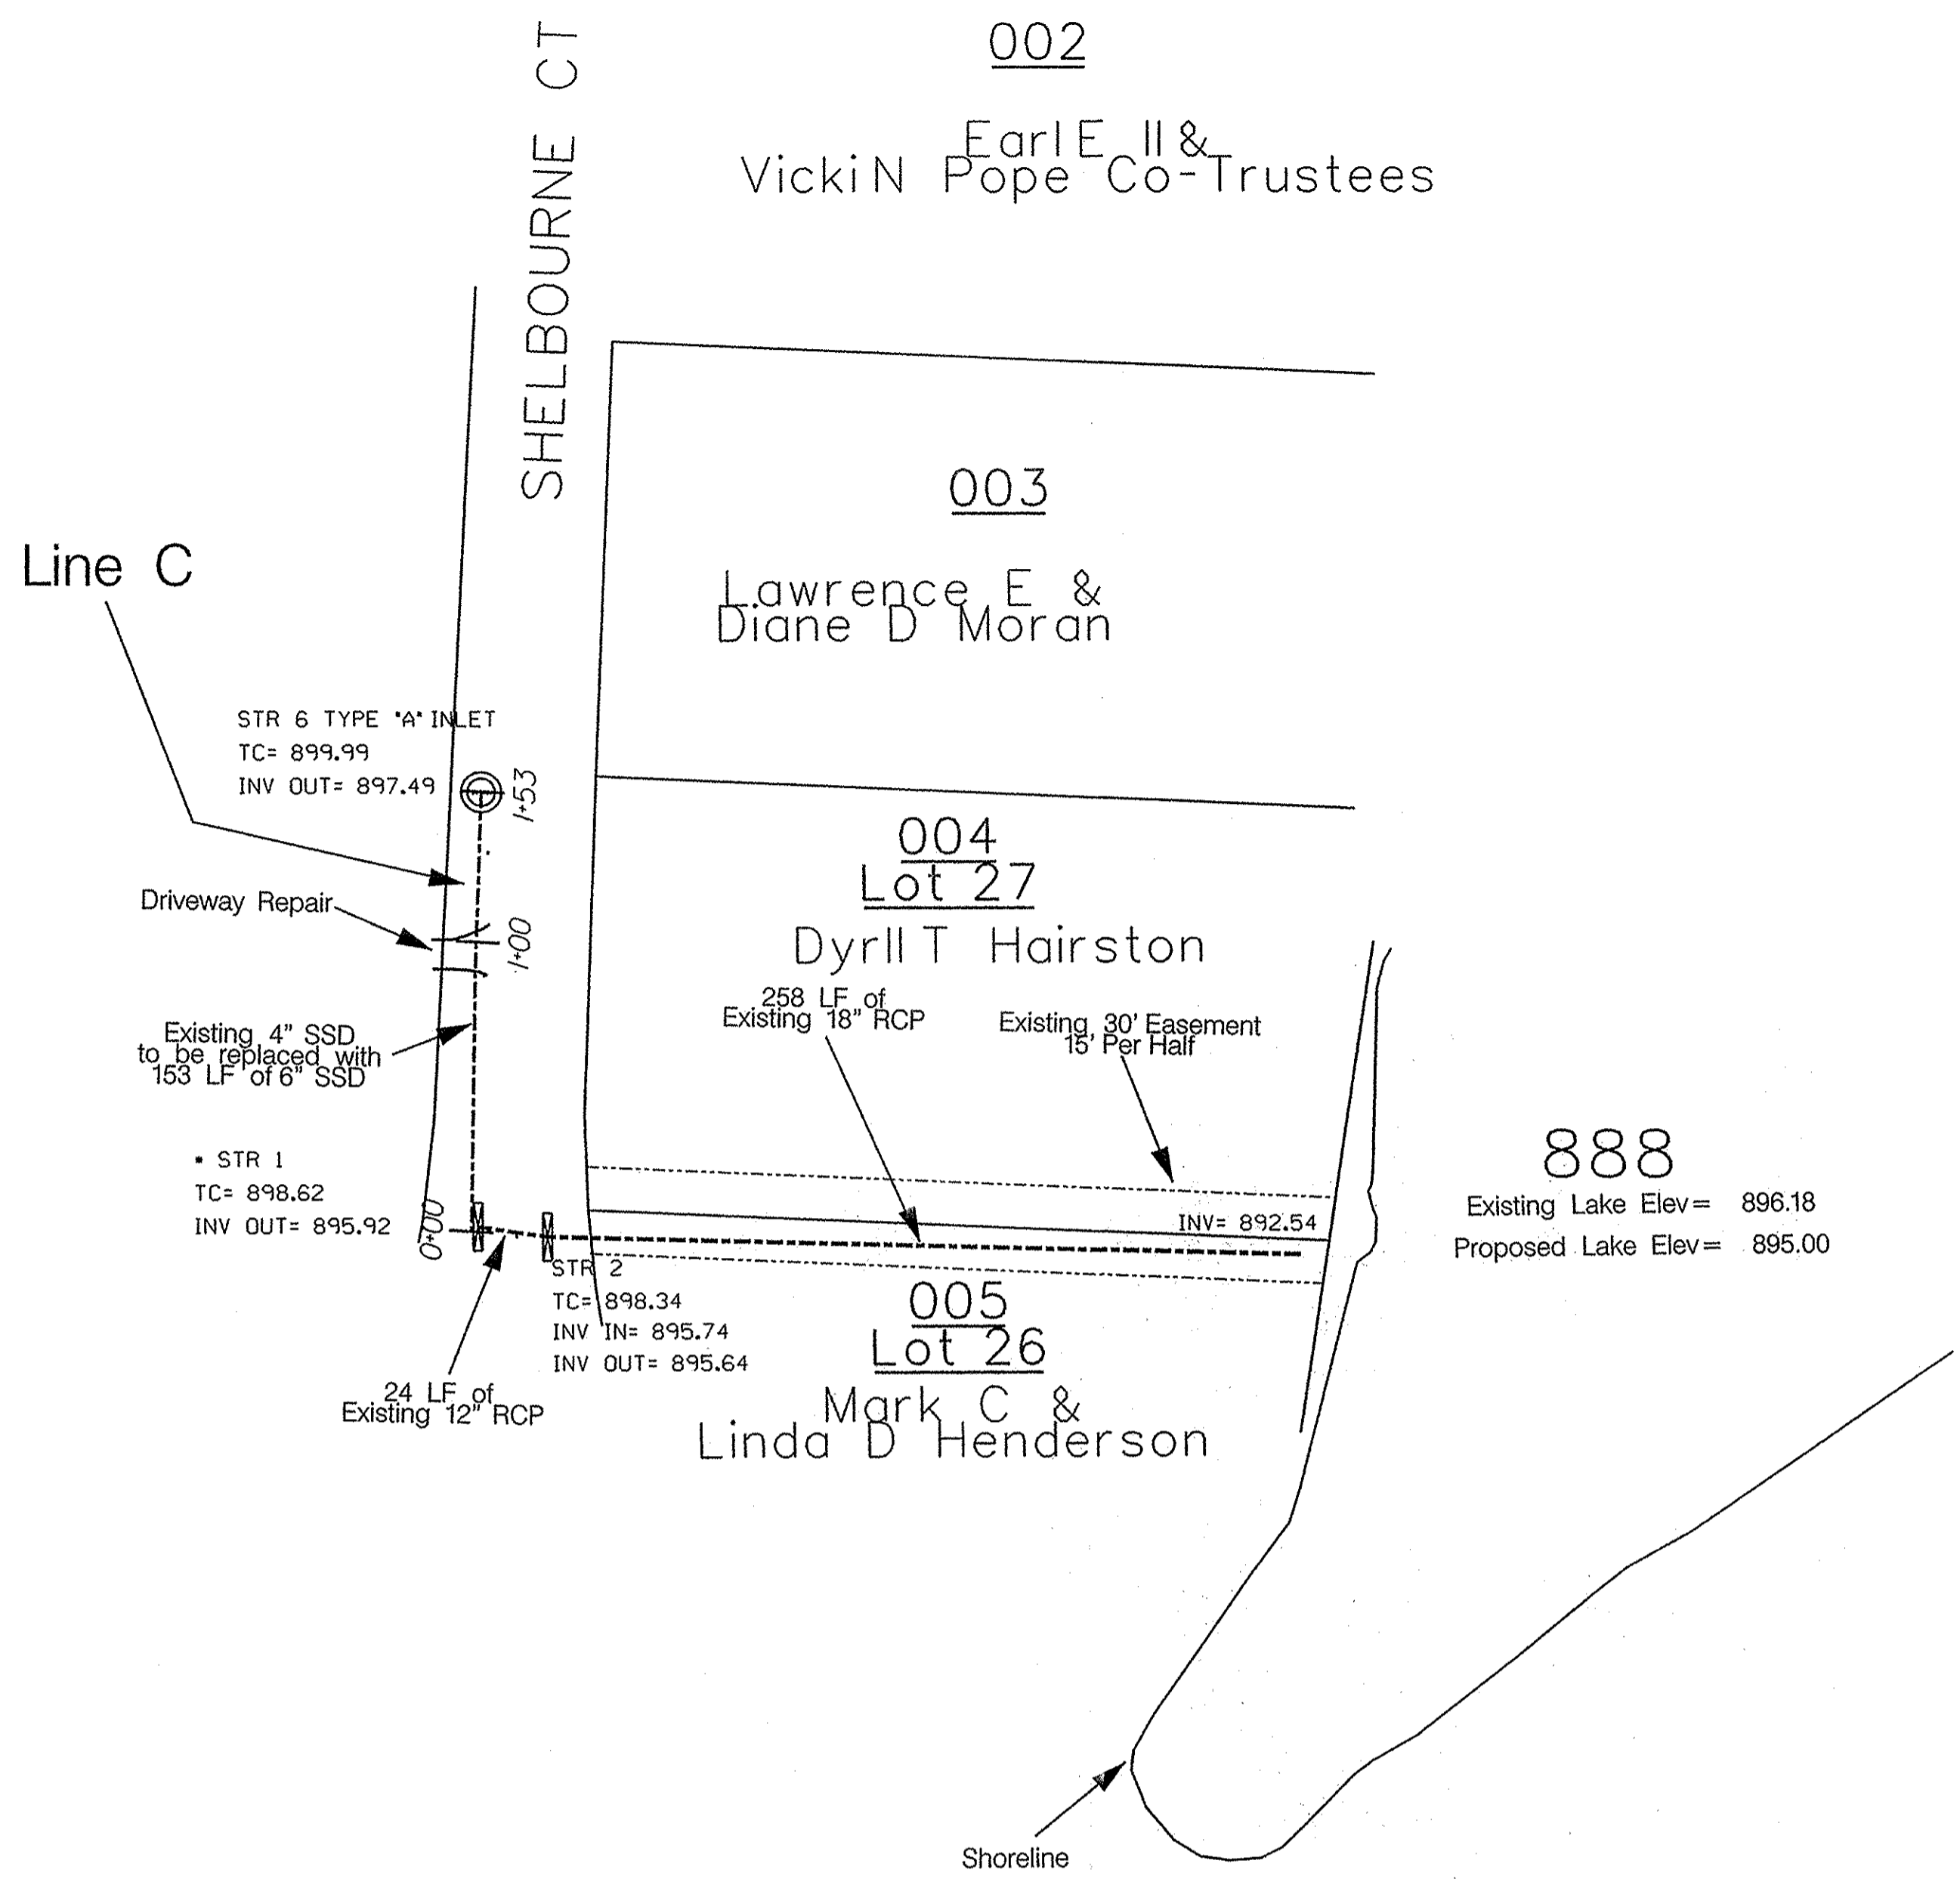 002
Earl E II &
Vicki N Pope Co-Trustees
SHELBOURNE CT
003
Lawrence E &
Diane D Moran
Line C
STR 6 TYPE "A" INLET
TC= 899.99
INV OUT= 897.49
1+53
004
Lot 27
Dyrll T Hairston
Driveway Repair
1+00
258 LF of
Existing 18" RCP
Existing 30' Easement
15' Per Half
Existing 4" SSD
to be replaced with
153 LF of 6" SSD
888
Existing Lake Elev= 896.18
Proposed Lake Elev= 895.00
* STR 1
TC= 898.62
INV OUT= 895.92
0+00
INV= 892.54
STR 2
TC= 898.34
INV IN= 895.74
INV OUT= 895.64
005
Lot 26
Mark C &
Linda D Henderson
24 LF of
Existing 12" RCP
Shoreline